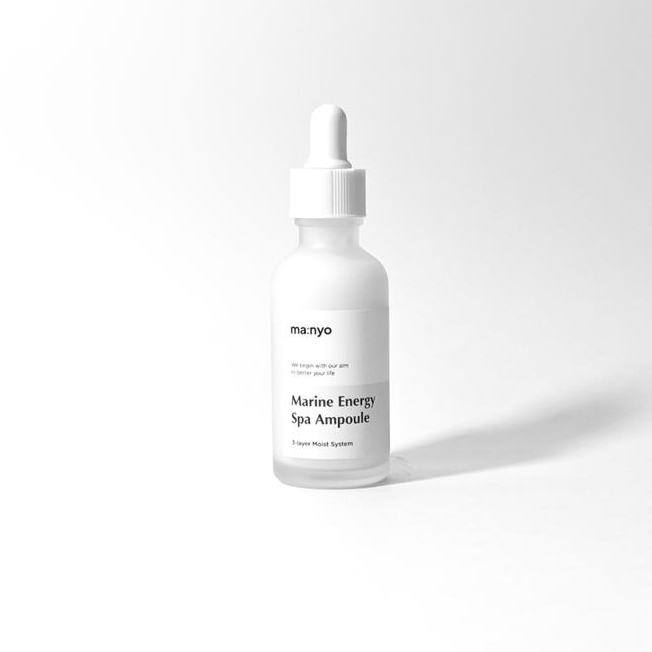 ma:nyo
We begin with our aim
to better your life
Marine Energy
Spa Ampoule
3-layer Moist System